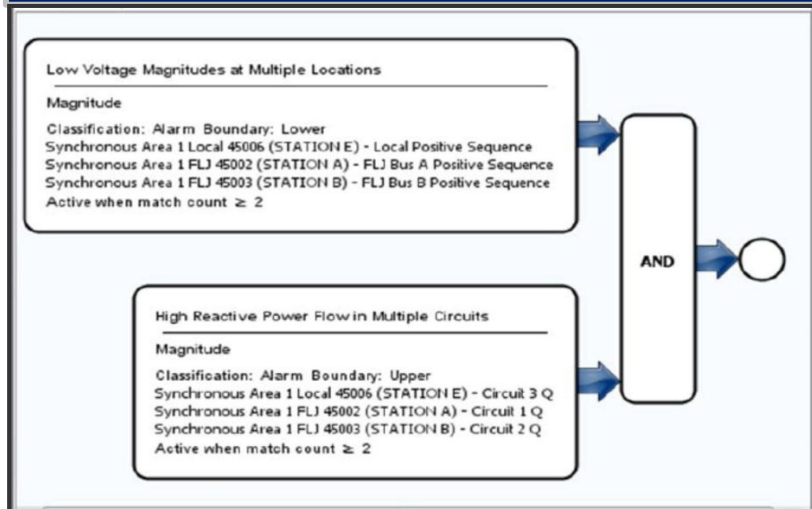 Low Voltage Magnitudes at Multiple Locations
Magnitude
Classification: Alarm Boundary: Lower
Synchronous Area 1 Local 45006 (STATION E) - Local Positive Sequence
Synchronous Area 1 FLJ 45002 (STATION A) - FLJ Bus A Positive Sequence
Synchronous Area 1 FLJ 45003 (STATION B) - FLJ Bus B Positive Sequence
Active when match count ≥ 2
AND
High Reactive Power Flow in Multiple Circuits
Magnitude
Classification: Alarm Boundary: Upper
Synchronous Area 1 Local 45006 (STATION E) - Circuit 3 Q
Synchronous Area 1 FLJ 45002 (STATION A) - Circuit 1 Q
Synchronous Area 1 FLJ 45003 (STATION B) - Circuit 2 Q
Active when match count ≥ 2